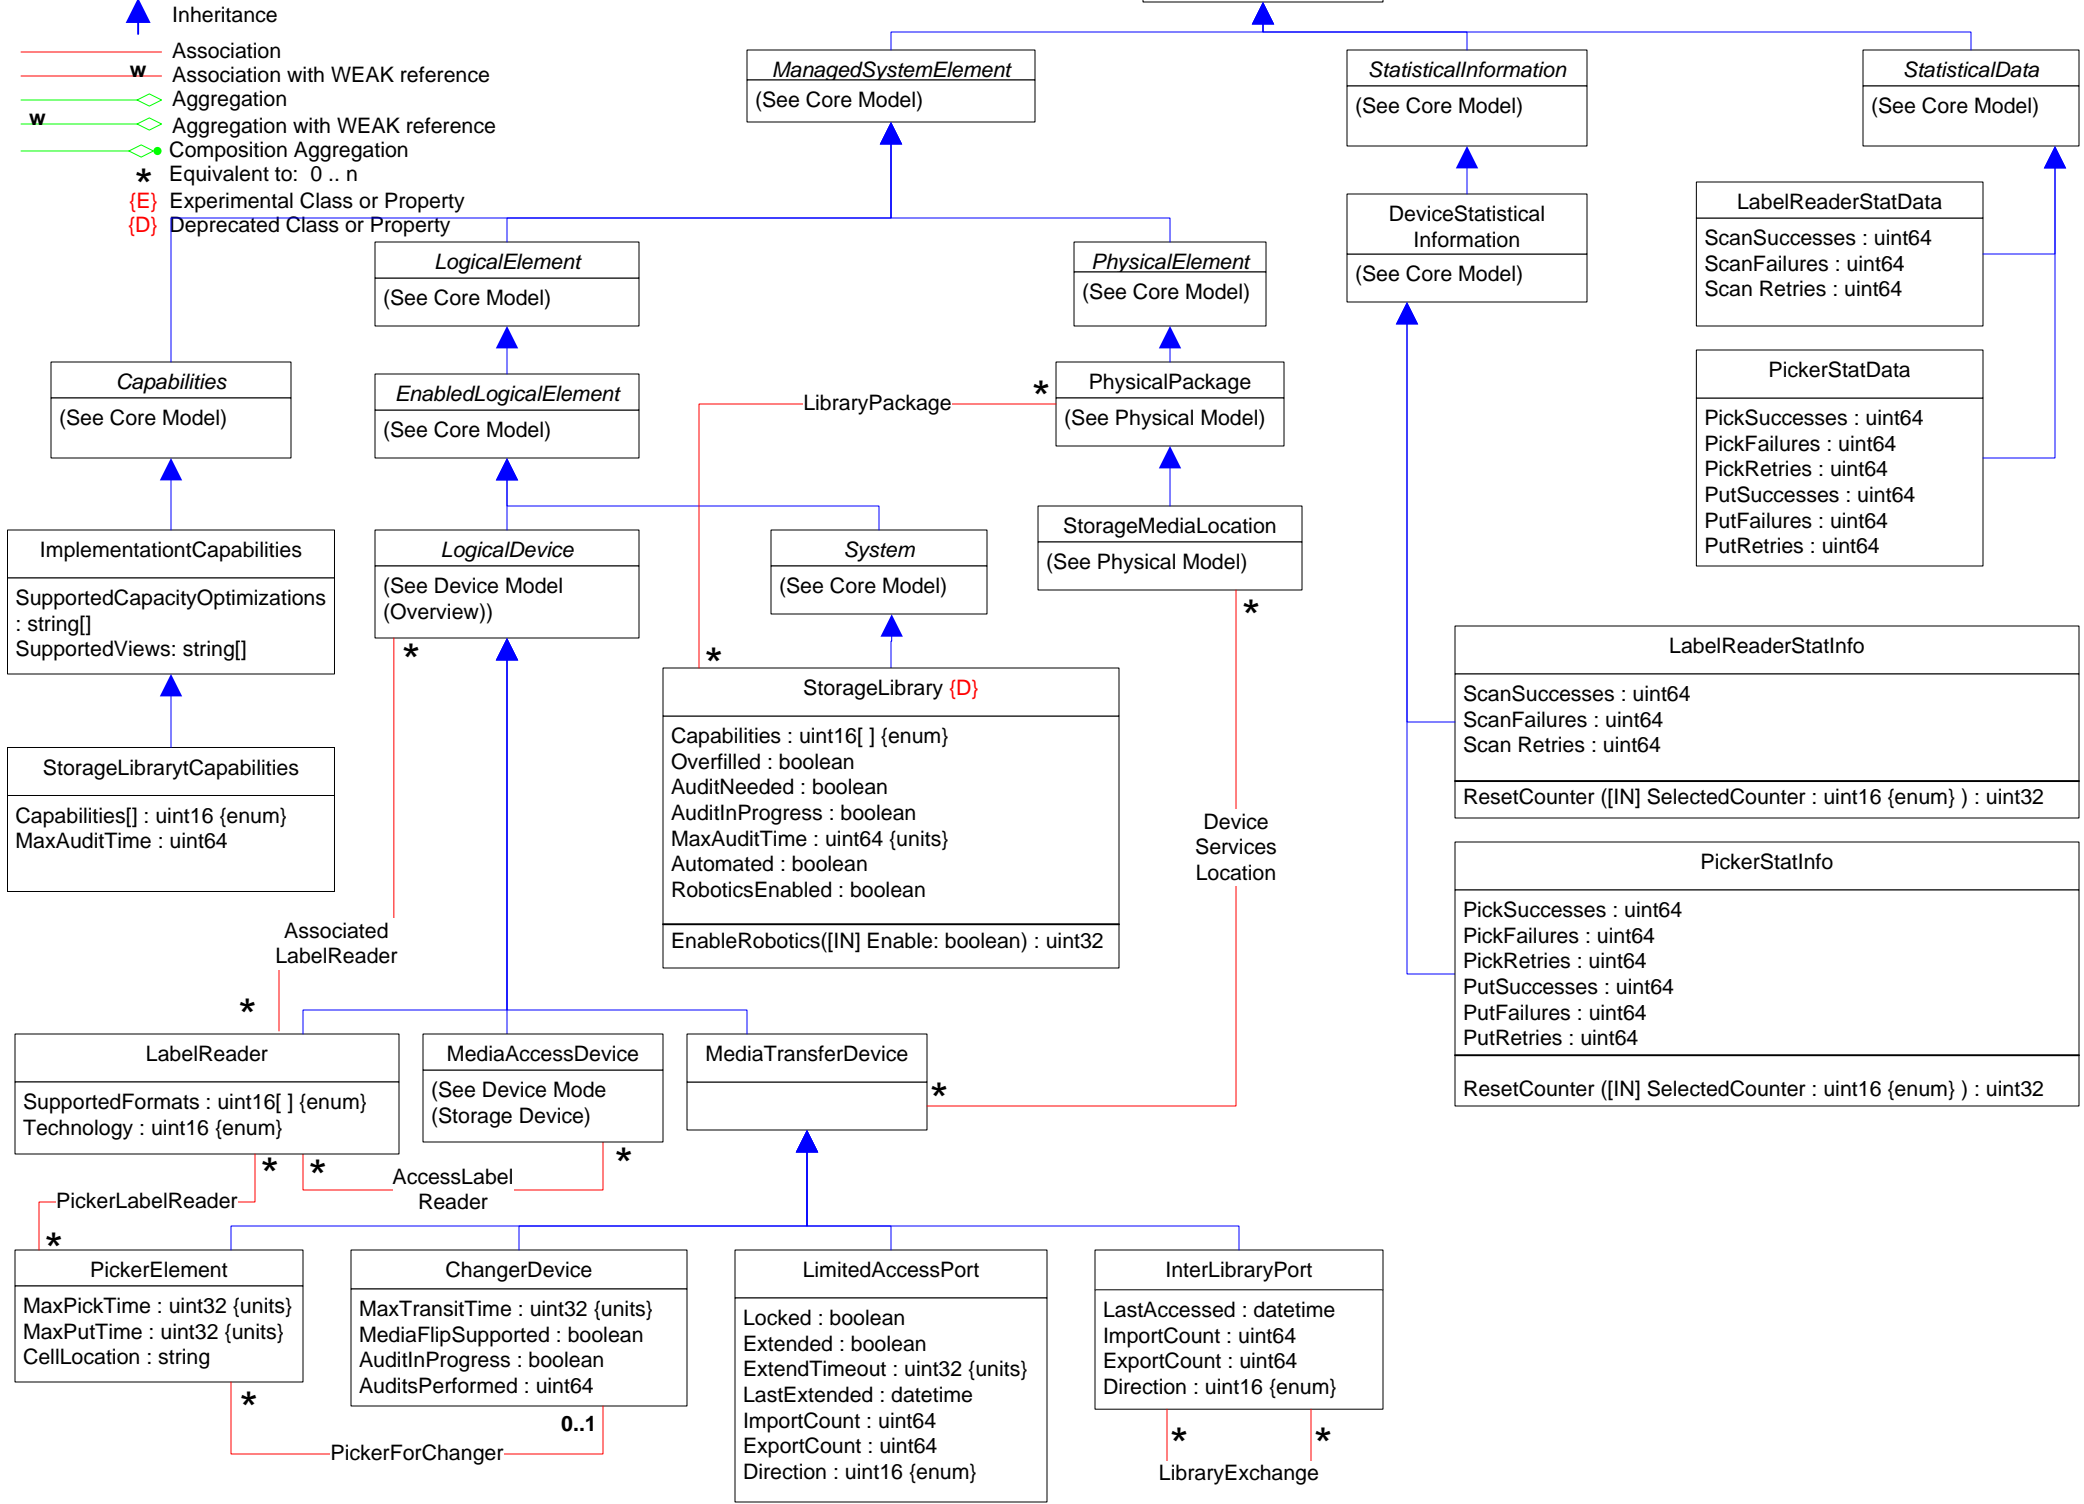 Inheritance
Association
w
Association with WEAK reference
Aggregation
w
Aggregation with WEAK reference
Composition Aggregation
* Equivalent to: 0 .. n
{E} Experimental Class or Property
{D} Deprecated Class or Property
ManagedSystemElement
(See Core Model)
StatisticalInformation
(See Core Model)
StatisticalData
(See Core Model)
LogicalElement
(See Core Model)
PhysicalElement
(See Core Model)
DeviceStatistical
Information
(See Core Model)
LabelReaderStatData
ScanSuccesses : uint64
ScanFailures : uint64
Scan Retries : uint64
Capabilities
(See Core Model)
EnabledLogicalElement
(See Core Model)
LibraryPackage
*
*
PhysicalPackage
(See Physical Model)
PickerStatData
PickSuccesses : uint64
PickFailures : uint64
PickRetries : uint64
PutSuccesses : uint64
PutFailures : uint64
PutRetries : uint64
ImplementationtCapabilities
SupportedCapacityOptimizations
: string[]
SupportedViews: string[]
LogicalDevice
(See Device Model
(Overview))
*
System
(See Core Model)
StorageMediaLocation
(See Physical Model)
*
StorageLibrarytCapabilities
Capabilities[] : uint16 {enum}
MaxAuditTime : uint64
StorageLibrary {D}
Capabilities : uint16[ ] {enum}
Overfilled : boolean
AuditNeeded : boolean
AuditInProgress : boolean
MaxAuditTime : uint64 {units}
Automated : boolean
RoboticsEnabled : boolean
EnableRobotics([IN] Enable: boolean) : uint32
Device
Services
Location
LabelReaderStatInfo
ScanSuccesses : uint64
ScanFailures : uint64
Scan Retries : uint64
ResetCounter ([IN] SelectedCounter : uint16 {enum} ) : uint32
PickerStatInfo
PickSuccesses : uint64
PickFailures : uint64
PickRetries : uint64
PutSuccesses : uint64
PutFailures : uint64
PutRetries : uint64
ResetCounter ([IN] SelectedCounter : uint16 {enum} ) : uint32
Associated
LabelReader
*
LabelReader
SupportedFormats : uint16[ ] {enum}
Technology : uint16 {enum}
MediaAccessDevice
(See Device Mode
(Storage Device)
MediaTransferDevice
*
*
*
*
AccessLabel
Reader
PickerLabelReader
*
PickerElement
MaxPickTime : uint32 {units}
MaxPutTime : uint32 {units}
CellLocation : string
ChangerDevice
MaxTransitTime : uint32 {units}
MediaFlipSupported : boolean
AuditInProgress : boolean
AuditsPerformed : uint64
LimitedAccessPort
Locked : boolean
Extended : boolean
ExtendTimeout : uint32 {units}
LastExtended : datetime
ImportCount : uint64
ExportCount : uint64
Direction : uint16 {enum}
InterLibraryPort
LastAccessed : datetime
ImportCount : uint64
ExportCount : uint64
Direction : uint16 {enum}
*
0..1
PickerForChanger
*
*
LibraryExchange